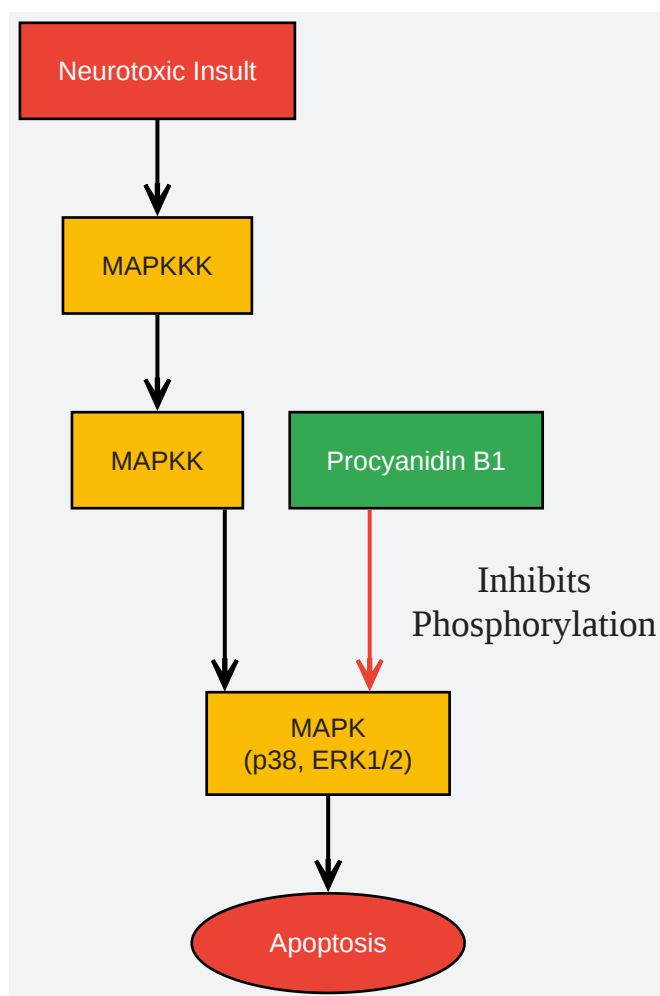 Neurotoxic Insult
MAPKKK
MAPKK
Procyanidin B1
Inhibits
Phosphorylation
MAPK
(p38, ERK1/2)
Apoptosis